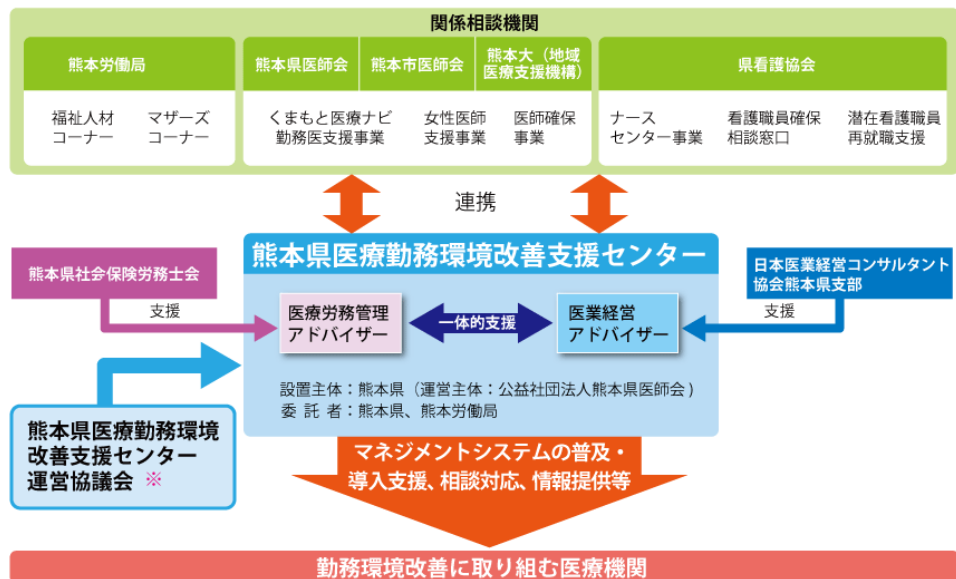 関係相談機関
熊本労働局
熊本県医師会
熊本市医師会
熊本大（地域
医療支援機構）
県看護協会
福祉人材
コーナー
マザーズ
コーナー
くまもと医療ナビ
勤務医支援事業
女性医師
支援事業
医師確保
事業
ナース
センター事業
看護職員確保
相談窓口
潜在看護職員
再就職支援
連携
熊本県医療勤務環境改善支援センター
熊本県社会保険労務士会
支援
日本医業経営コンサルタント
協会熊本県支部
支援
医療労務管理
アドバイザー
一体的支援
医業経営
アドバイザー
設置主体：熊本県（運営主体：公益社団法人熊本県医師会）
委 託 者：熊本県、熊本労働局
熊本県医療勤務環境
改善支援センター
運営協議会 ※
マネジメントシステムの普及・
導入支援、相談対応、情報提供等
勤務環境改善に取り組む医療機関